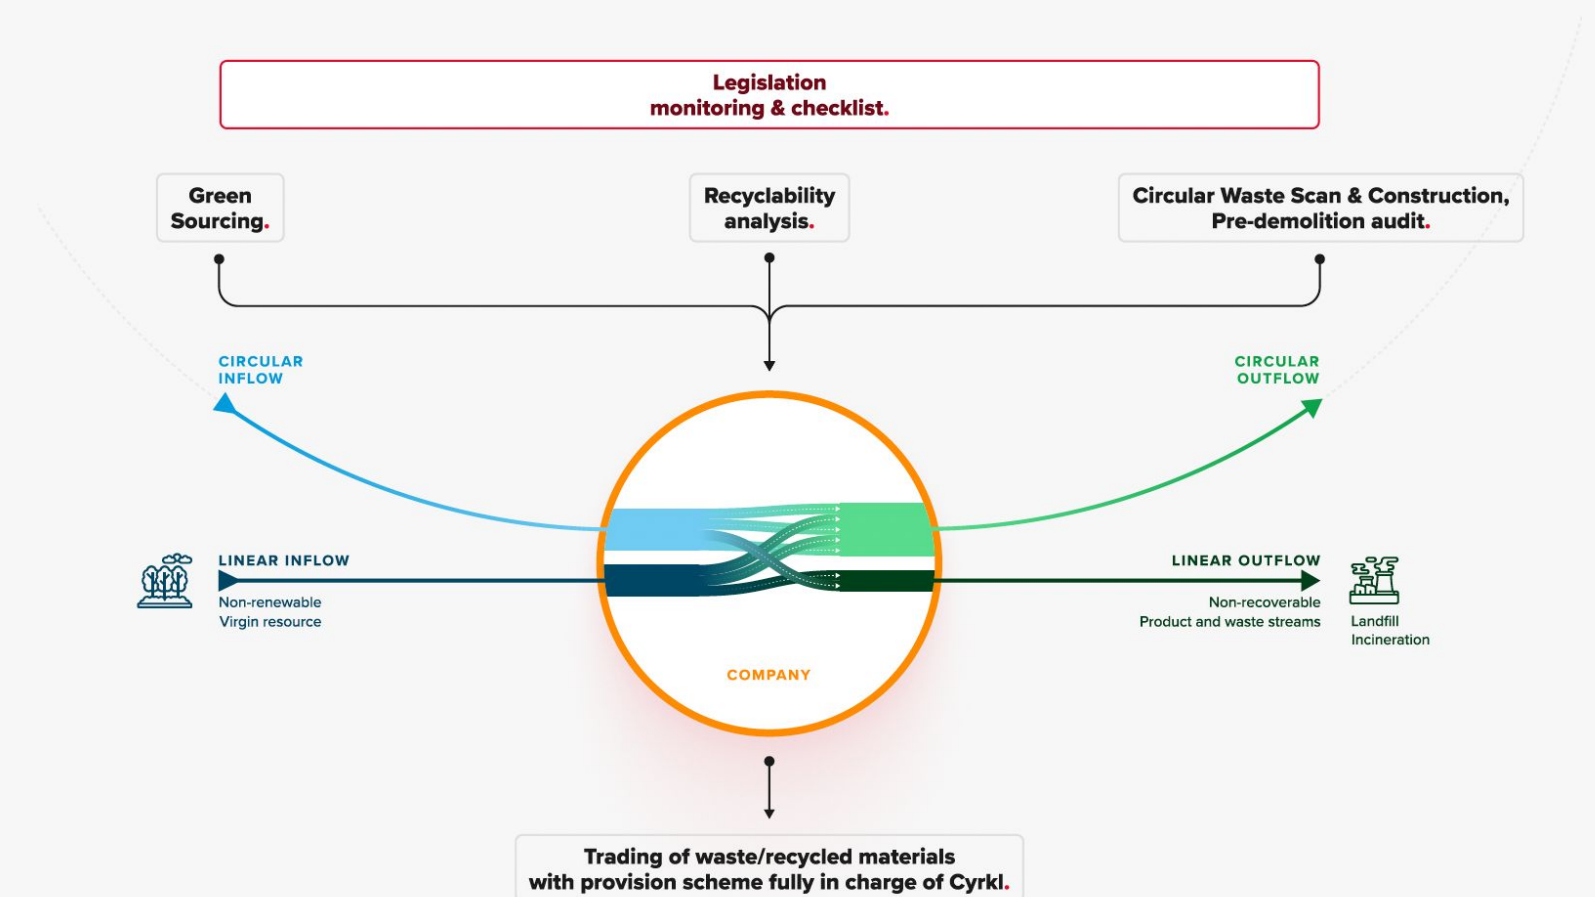 Legislation
monitoring & checklist.
Green
Sourcing.
Recyclability
analysis.
Circular Waste Scan & Construction,
Pre-demolition audit.
CIRCULAR
INFLOW
CIRCULAR
OUTFLOW
LINEAR INFLOW
Non-renewable
Virgin resource
LINEAR OUTFLOW
Non-recoverable
Product and waste streams
Landfill
Incineration
COMPANY
Trading of waste/recycled materials
with provision scheme fully in charge of Cyrkl.